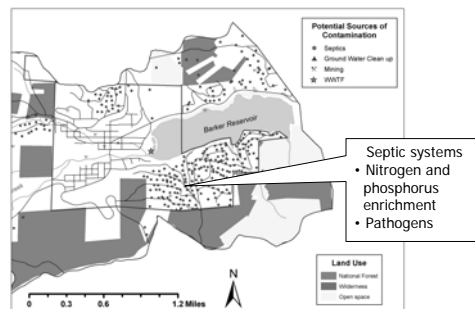 Potential Sources of
Contamination
Septics
Ground Water Clean up
Mining
WWTF
Barker Reservoir
Septic systems
• Nitrogen and
phosphorus
enrichment
• Pathogens
Land Use
National Forest
Wilderness
Open space
N
0 0.3 0.6 1.2 Miles